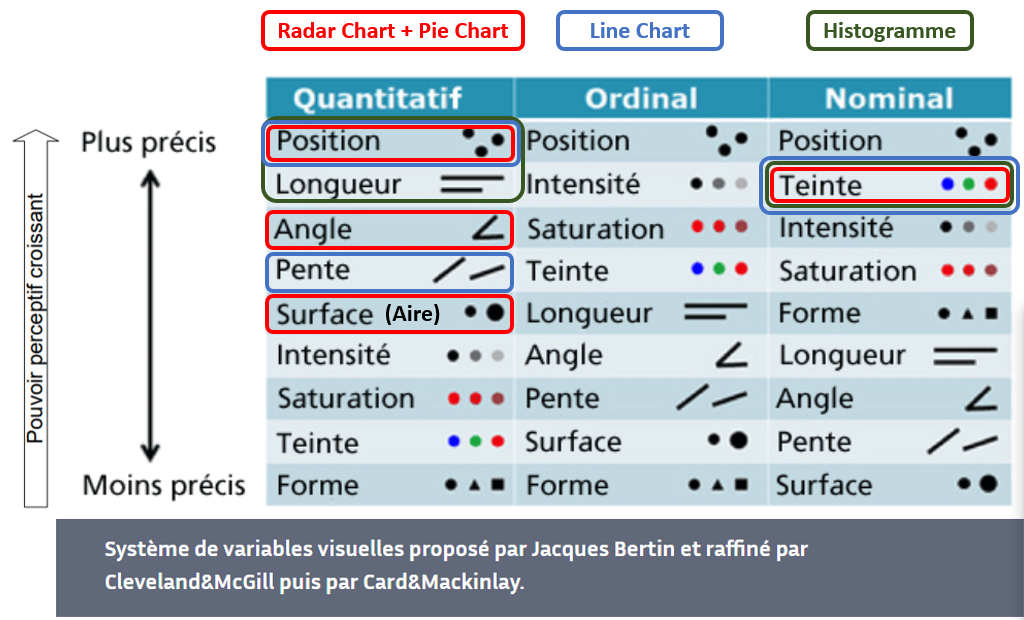 Radar Chart + Pie Chart Line Chart Histogramme
Quantitatif Ordinal Nominal
Plus précis Position Position Position
Longueur Intensité Teinte
Angle Saturation Intensité
Pente Teinte Saturation
Surface (Aire) Longueur Forme
Intensité Angle Longueur
Saturation Pente Angle
Teinte Surface Pente
Moins précis Forme Forme Surface
Pouvoir perceptif croissant
Système de variables visuelles proposé par Jacques Bertin et raffiné par
Cleveland&McGill puis par Card&Mackinlay.